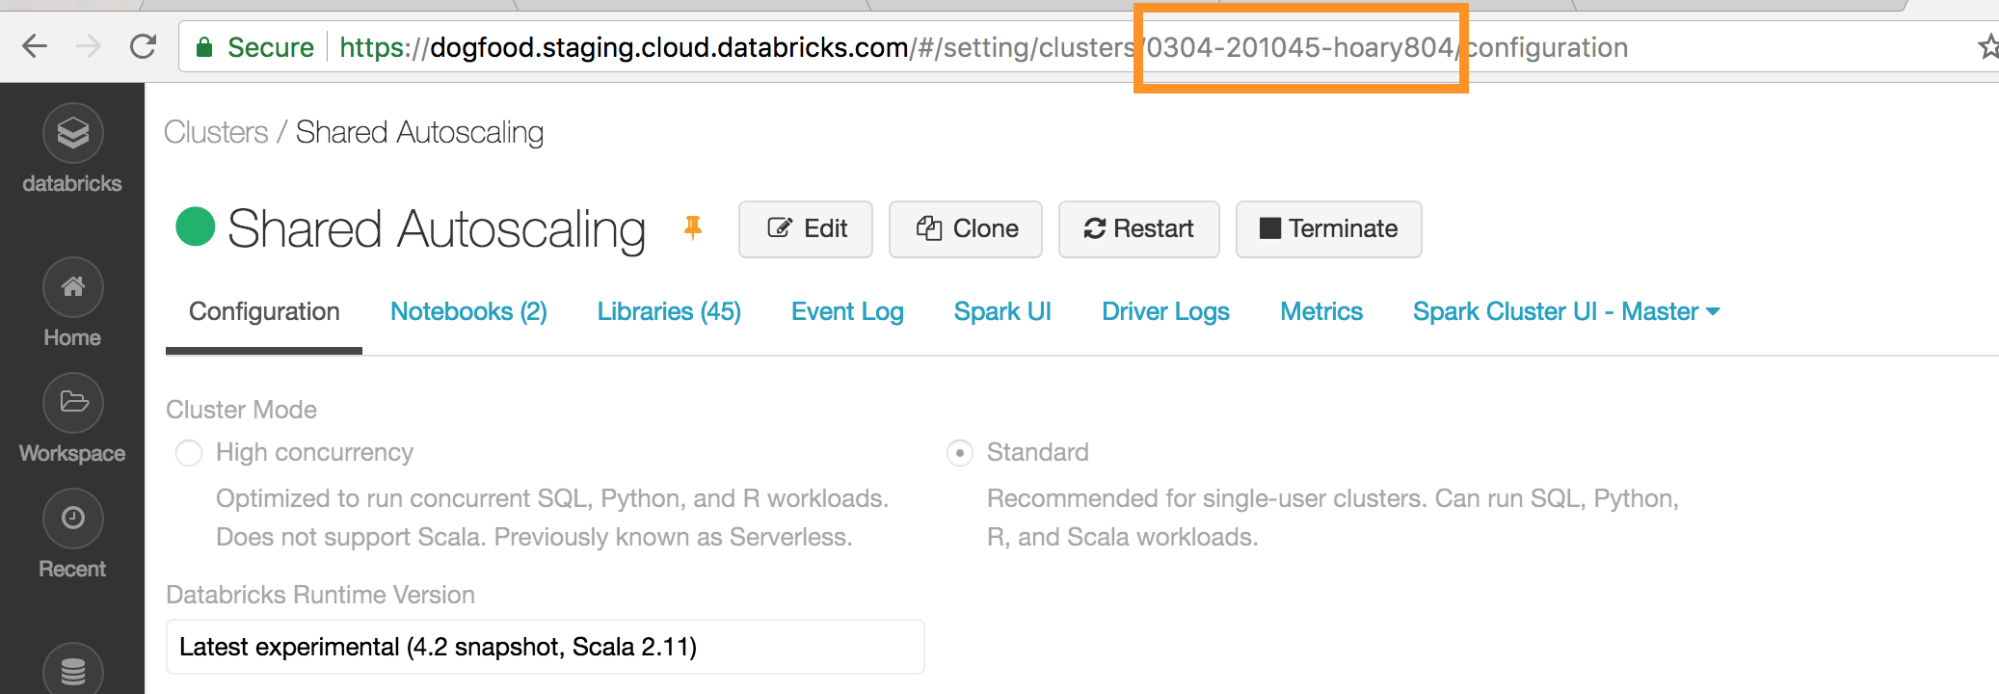 Secure https://dogfood.staging.cloud.databricks.com/#/setting/clusters/0304-201045-hoary804/configuration
databricks
Home
Workspace
Recent
Clusters / Shared Autoscaling
Shared Autoscaling Edit Clone Restart Terminate
Configuration Notebooks (2) Libraries (45) Event Log Spark UI Driver Logs Metrics Spark Cluster UI - Master
Cluster Mode
High concurrency
Optimized to run concurrent SQL, Python, and R workloads.
Does not support Scala. Previously known as Serverless.
Standard
Recommended for single-user clusters. Can run SQL, Python,
R, and Scala workloads.
Databricks Runtime Version
Latest experimental (4.2 snapshot, Scala 2.11)